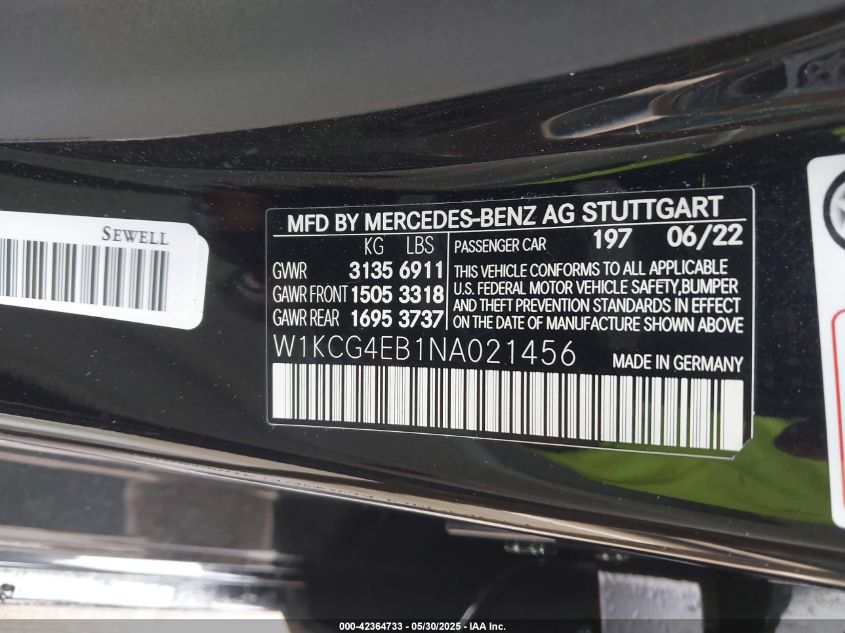 SEWELL
MFD BY MERCEDES-BENZ AG STUTTGART
KG LBS
GVWR 3135 6911
GAWR FRONT 1505 3318
GAWR REAR 1695 3737
PASSENGER CAR 197 06/22
THIS VEHICLE CONFORMS TO ALL APPLICABLE
U.S. FEDERAL MOTOR VEHICLE SAFETY,BUMPER
AND THEFT PREVENTION STANDARDS IN EFFECT
ON THE DATE OF MANUFACTURE SHOWN ABOVE
W1KCG4EB1NA021456
MADE IN GERMANY
000-42364733 — 05/30/2025 - IAA Inc.